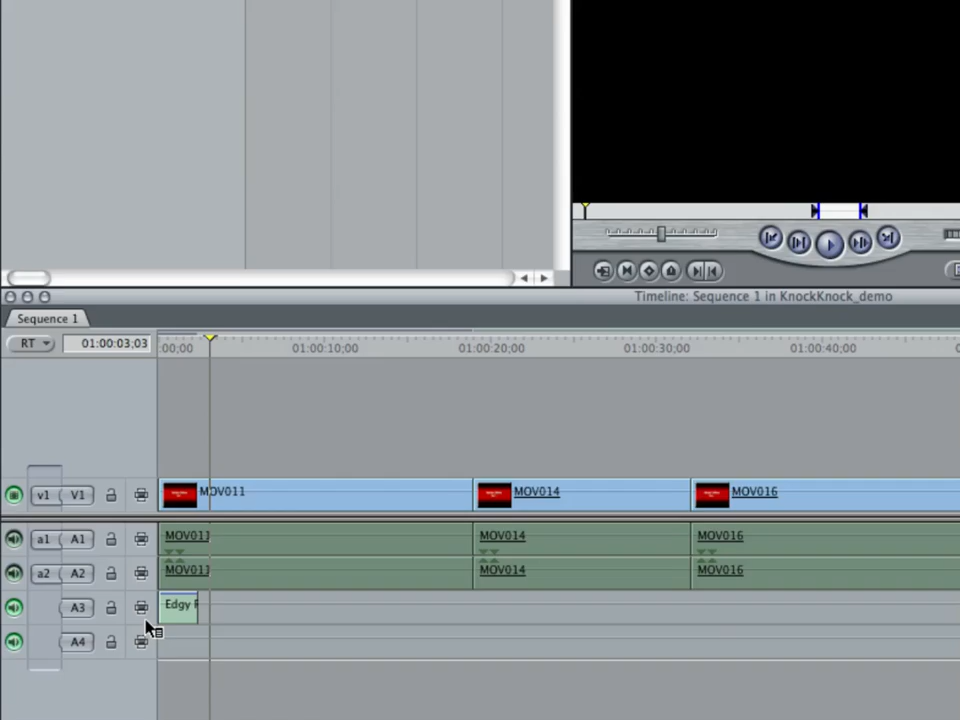 Timeline: Sequence 1 in KnockKnock_demo
Sequence 1
RT 01:00:03;03 :00;00 01:00:10;00 01:00:20;00 01:00:30;00 01:00:40;00
v1 V1 MOV011 MOV014 MOV016
a1 A1 MOV011 MOV014 MOV016
a2 A2 MOV011 MOV014 MOV016
A3 Edgy
A4